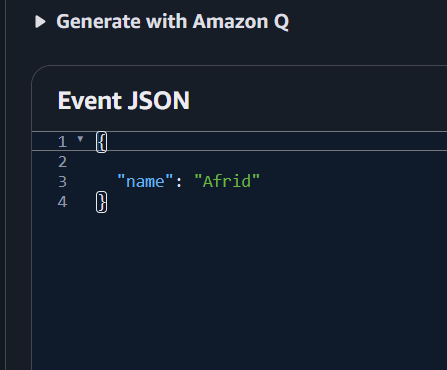 Generate with Amazon Q
Event JSON
1 {
2
3 "name": "Afrid"
4 }